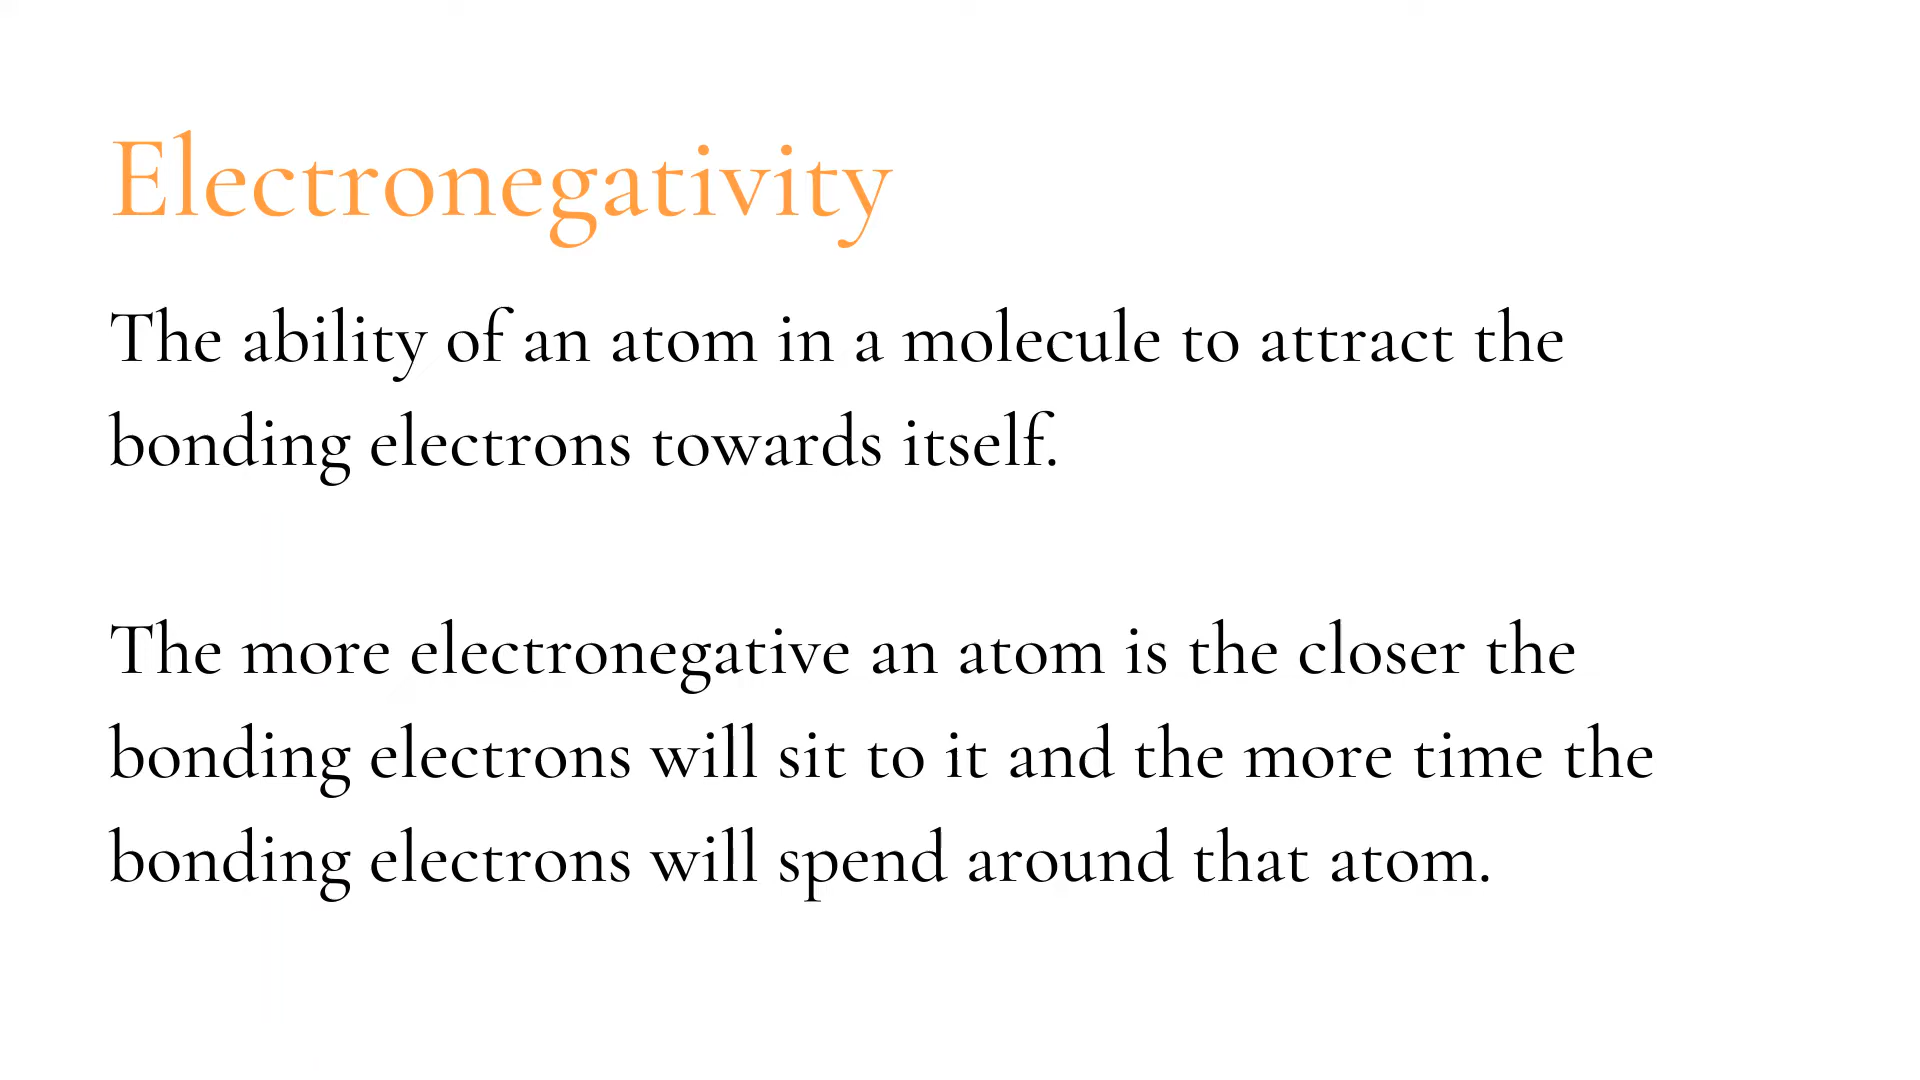 Electronegativity
The ability of an atom in a molecule to attract the
bonding electrons towards itself.
The more electronegative an atom is the closer the
bonding electrons will sit to it and the more time the
bonding electrons will spend around that atom.